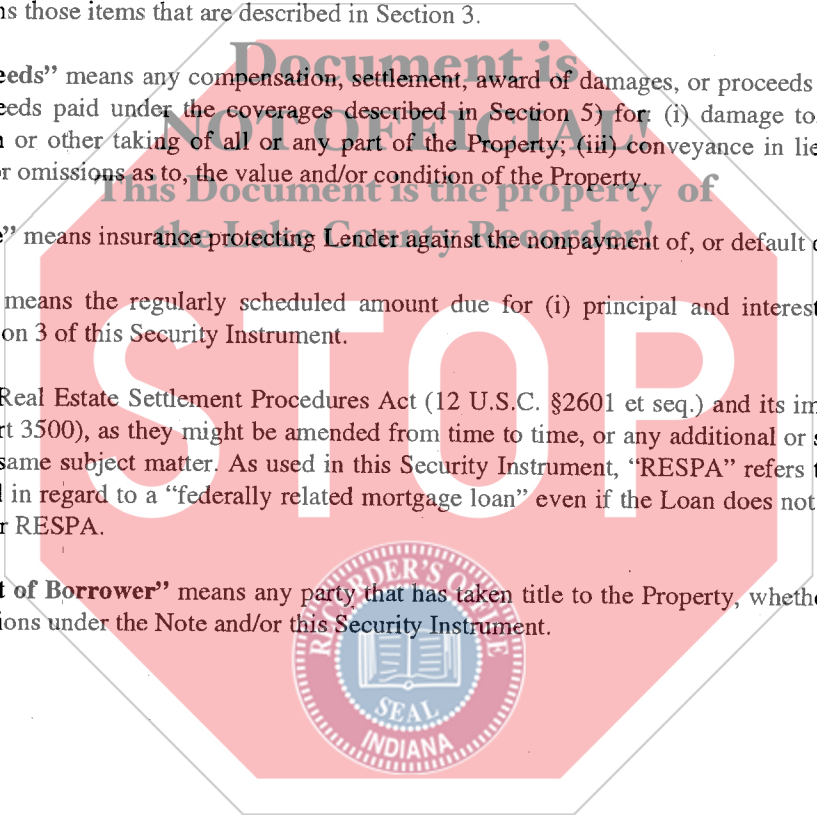 ns those items that are described in Section 3.
Document is
eeds” means any compensation, settlement, award of damages, or proceeds
eeds paid under the coverages described in Section 5) for: (i) damage to
NOT OFFICIAL!
n or other taking of all or any part of the Property; (iii) conveyance in lie
r omissions as to, the value and/or condition of the Property.
This Document is the property of
the Lake County Recorder!
e” means insurance protecting Lender against the nonpayment of, or default
means the regularly scheduled amount due for (i) principal and interest
on 3 of this Security Instrument.
STOP
Real Estate Settlement Procedures Act (12 U.S.C. §2601 et seq.) and its im
rt 3500), as they might be amended from time to time, or any additional or s
same subject matter. As used in this Security Instrument, “RESPA” refers t
d in regard to a “federally related mortgage loan” even if the Loan does not
r RESPA.
t of Borrower” means any party that has taken title to the Property, whethe
ions under the Note and/or this Security Instrument.
RECORDER'S OFFICE
SEAL
INDIANA